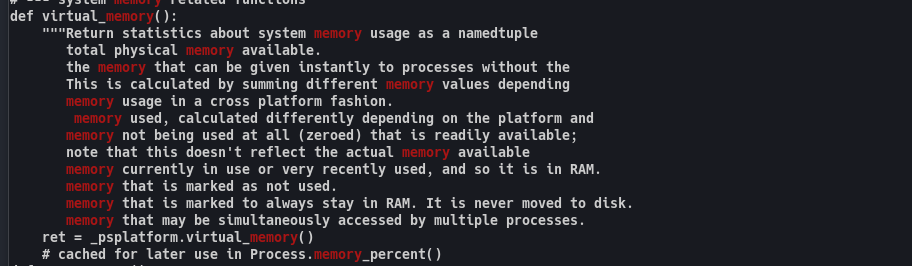 # --- system memory related functions
def virtual_memory():
    """Return statistics about system memory usage as a namedtuple
       total physical memory available.
       the memory that can be given instantly to processes without the
       This is calculated by summing different memory values depending
       memory usage in a cross platform fashion.
        memory used, calculated differently depending on the platform and
       memory not being used at all (zeroed) that is readily available;
       note that this doesn't reflect the actual memory available
       memory currently in use or very recently used, and so it is in RAM.
       memory that is marked as not used.
       memory that is marked to always stay in RAM. It is never moved to disk.
       memory that may be simultaneously accessed by multiple processes.
    ret = _psplatform.virtual_memory()
    # cached for later use in Process.memory_percent()